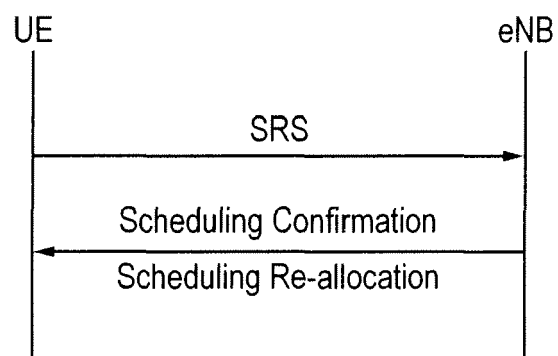 UE
eNB
SRS
Scheduling Confirmation
Scheduling Re-allocation